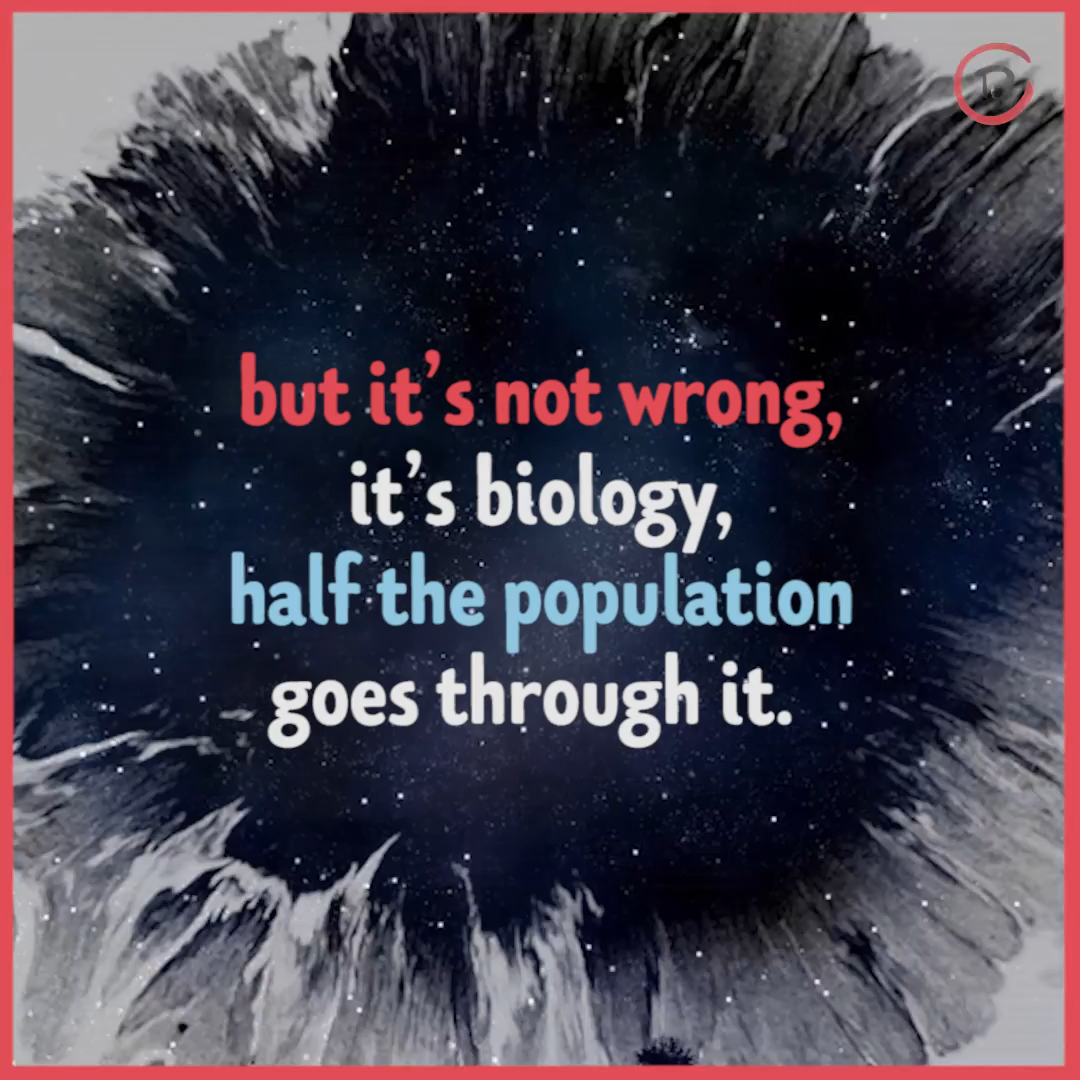 but it's not wrong,
it's biology,
half the population
goes through it.